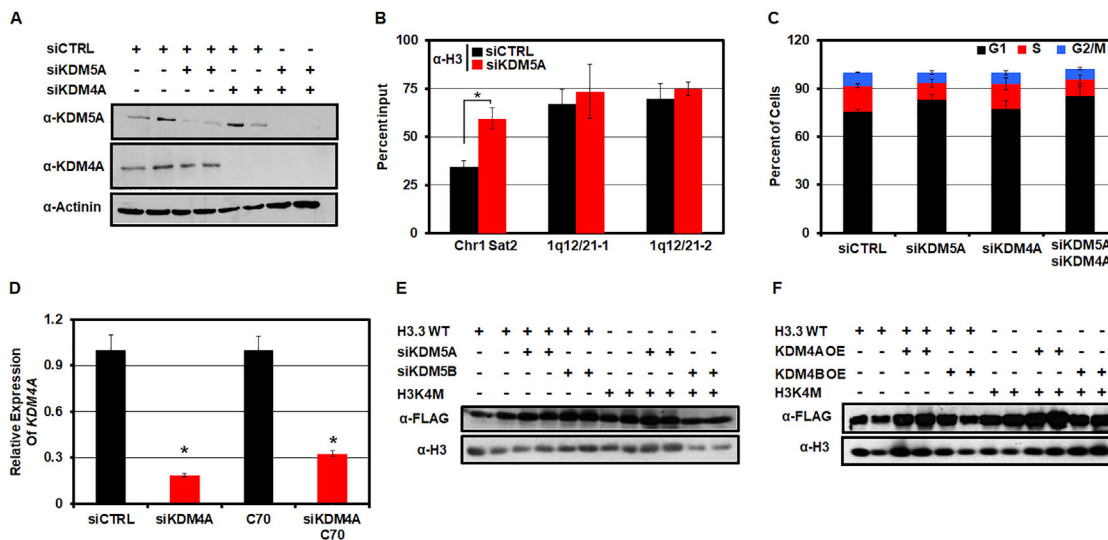 A
siCTRL + + + + + + - -
siKDM5A - - + + - - + +
siKDM4A - - - - + + + +
α-KDM5A
α-KDM4A
α-Actinin
B
100
75
50
25
0
Percent input
α-H3
siCTRL
siKDM5A
*
Chr1 Sat2 1q12/21-1 1q12/21-2
C
G1 S G2/M
120
90
60
30
0
Percent of Cells
siCTRL siKDM5A siKDM4A siKDM5A
siKDM4A
D
1.2
0.9
0.6
0.3
0
Relative Expression
Of KDM4A
* *
siCTRL siKDM4A C70 siKDM4A
C70
E
H3.3 WT + + + + + + - - - - - -
siKDM5A - - + + - - - - + + - -
siKDM5B - - - - + + - - - - + +
H3K4M - - - - - - + + + + + +
α-FLAG
α-H3
F
H3.3 WT + + + + + + - - - - - -
KDM4A OE - - + + - - - - + + - -
KDM4B OE - - - - + + - - - - + +
H3K4M - - - - - - + + + + + +
α-FLAG
α-H3